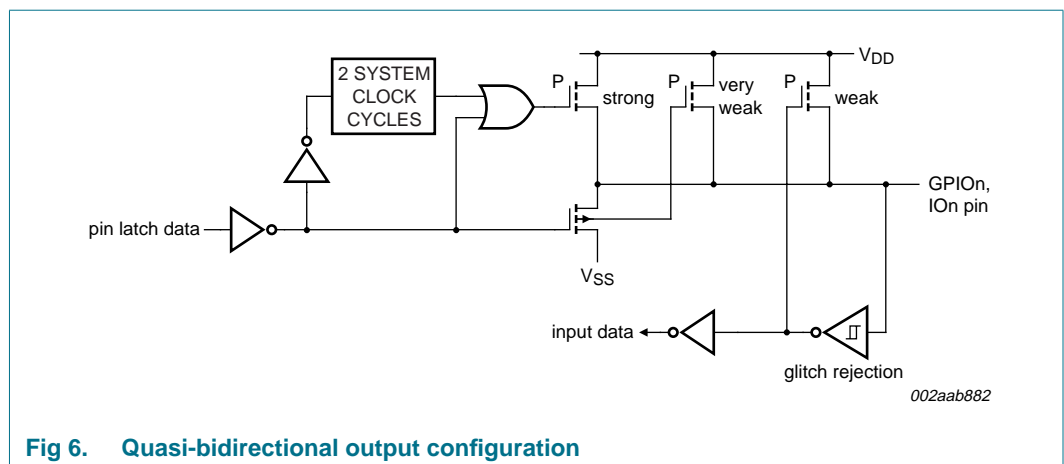 2 SYSTEM
CLOCK
CYCLES
P
strong
P
very
weak
P
weak
VDD
GPIOn,
IOn pin
pin latch data
VSS
input data
glitch rejection
002aab882
Fig 6. Quasi-bidirectional output configuration